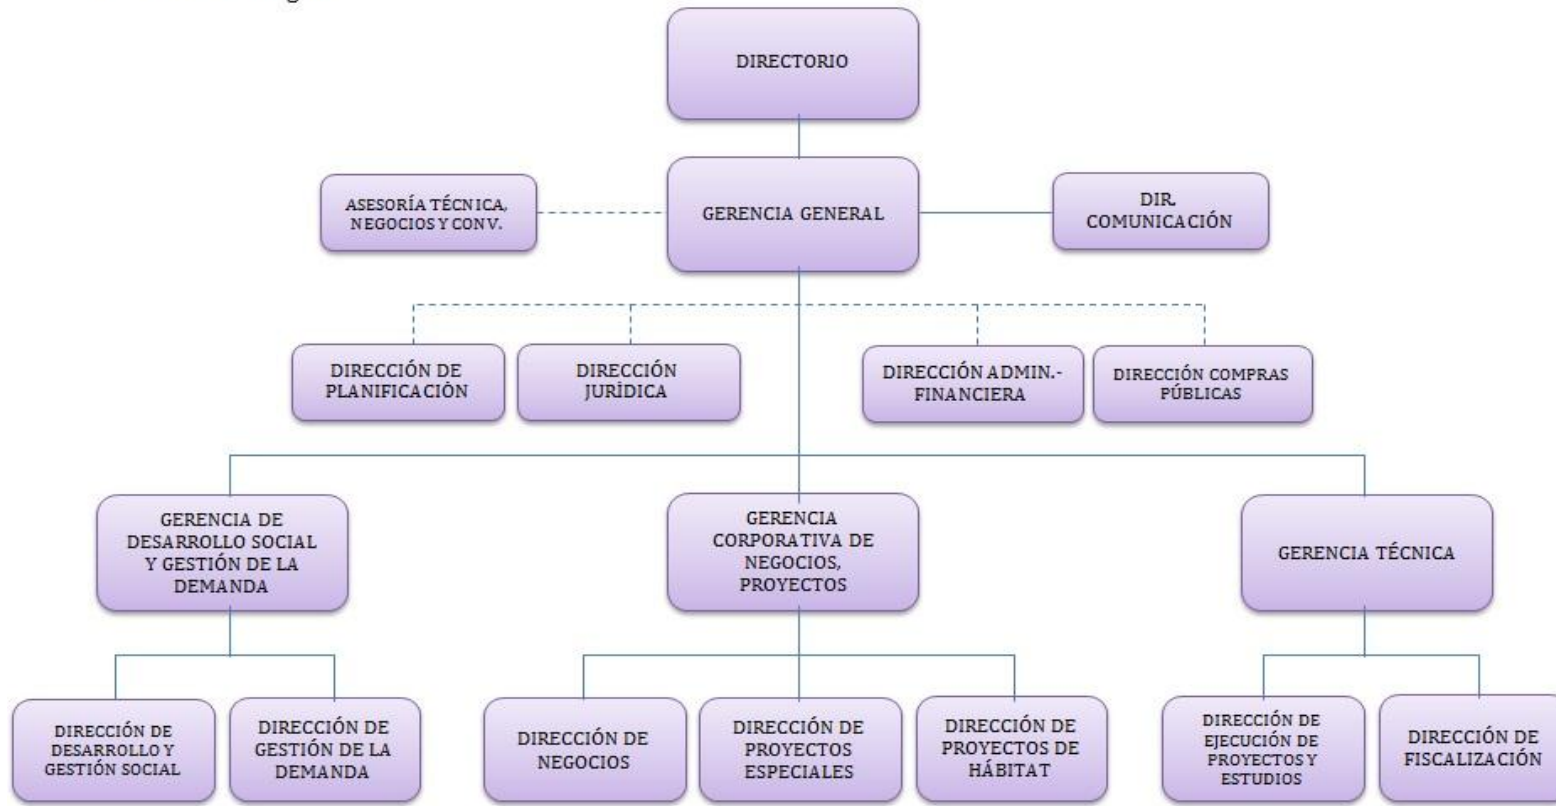 DIRECTORIO
ASESORÍA TÉCNICA,
NEGOCIOS Y CONV.
GERENCIA GENERAL
DIR.
COMUNICACIÓN
DIRECCIÓN DE
PLANIFICACIÒN
DIRECCIÓN
JURÍDICA
DIRECCIÓN ADMIN.-
FINANCIERA
DIRECCIÓN COMPRAS
PÚBLICAS
GERENCIA DE
DESARROLLO SOCIAL
Y GESTIÓN DE LA
DEMANDA
GERENCIA
CORPORATIVA DE
NEGOCIOS,
PROYECTOS
GERENCIA TÉCNICA
DIRECCIÓN DE
DESARROLLO Y
GESTIÓN SOCIAL
DIRECCIÓN DE
GESTIÓN DE LA
DEMANDA
DIRECCIÓN DE
NEGOCIOS
DIRECCIÓN DE
PROYECTOS
ESPECIALES
DIRECCIÓN DE
PROYECTOS DE
HÁBITAT
DIRECCIÓN DE
EJECUCIÓN DE
PROYECTOS Y
ESTUDIOS
DIRECCIÓN DE
FISCALIZACIÓN